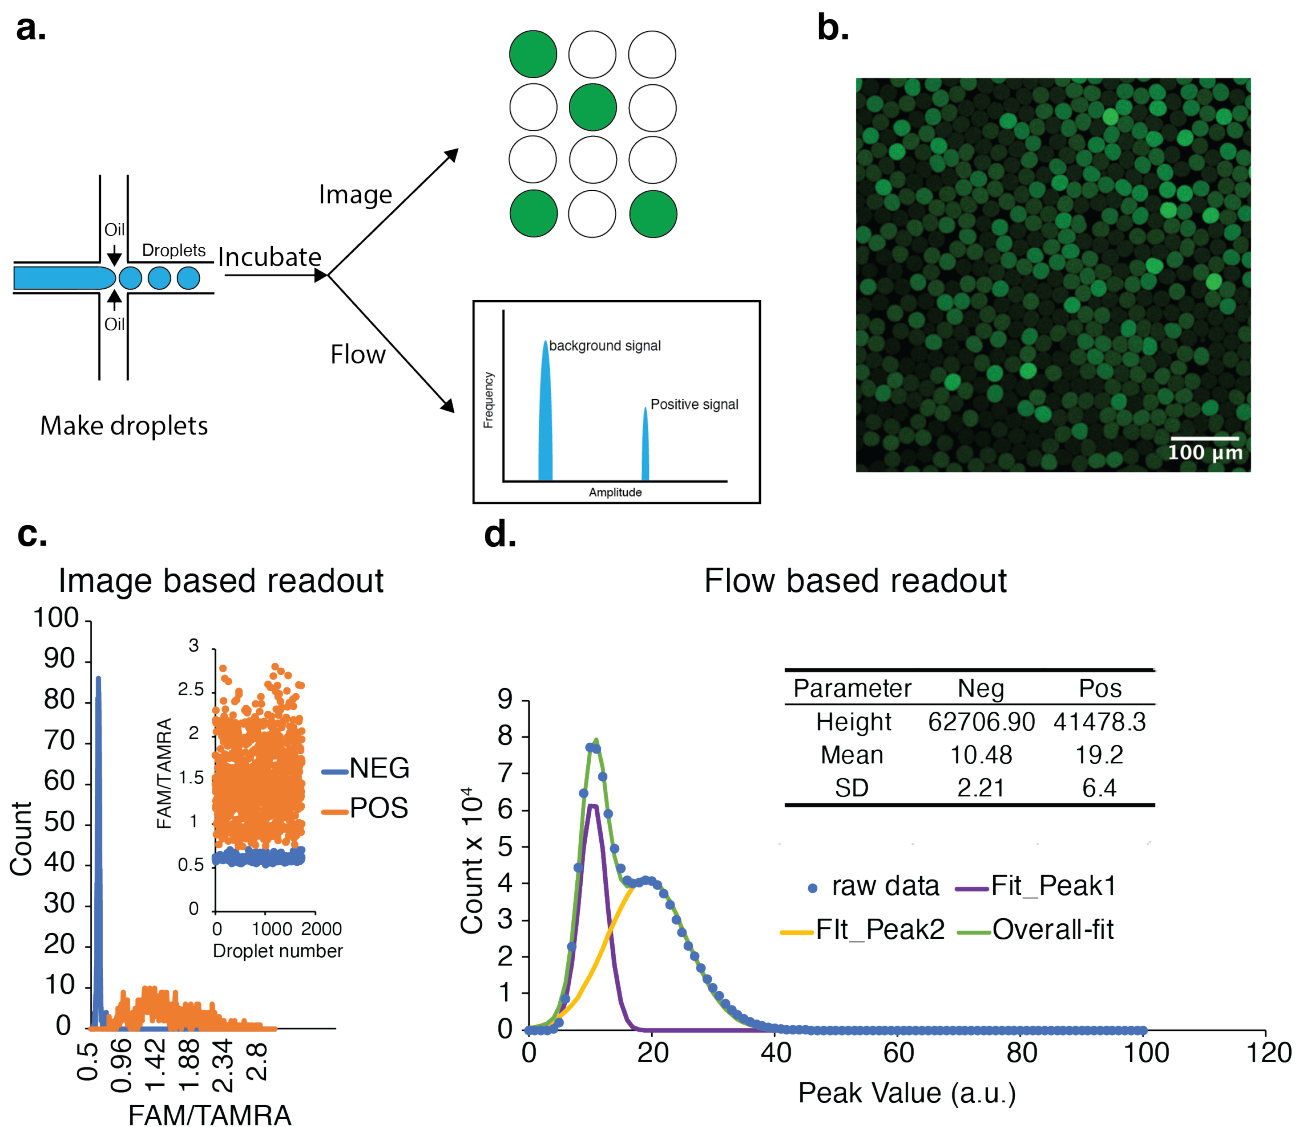 a.
b.
Oil
Droplets
Oil
Incubate
Image
Flow
Make droplets
background signal
Positive signal
Frequency
Amplitude
100 µm
c.
Image based readout
100
90
80
70
60
50
40
30
20
10
0
Count
0.5
0.96
1.42
1.88
2.34
2.8
FAM/TAMRA
3
2.5
2
1.5
1
0.5
0
FAM/TAMRA
0 1000 2000
Droplet number
NEG
POS
d.
Flow based readout
Parameter Neg Pos
Height 62706.90 41478.3
Mean 10.48 19.2
SD 2.21 6.4
9
8
7
6
5
4
3
2
1
0
Count x 10⁴
raw data Fit_Peak1
FIt_Peak2 Overall-fit
0 20 40 60 80 100 120
Peak Value (a.u.)